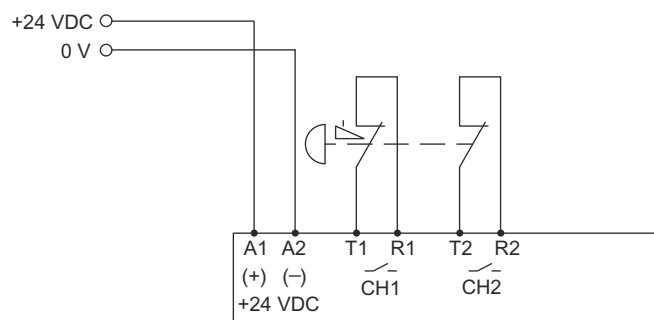 +24 VDC
0 V
A1 A2 T1 R1 T2 R2
(+) (–) CH1 CH2
+24 VDC